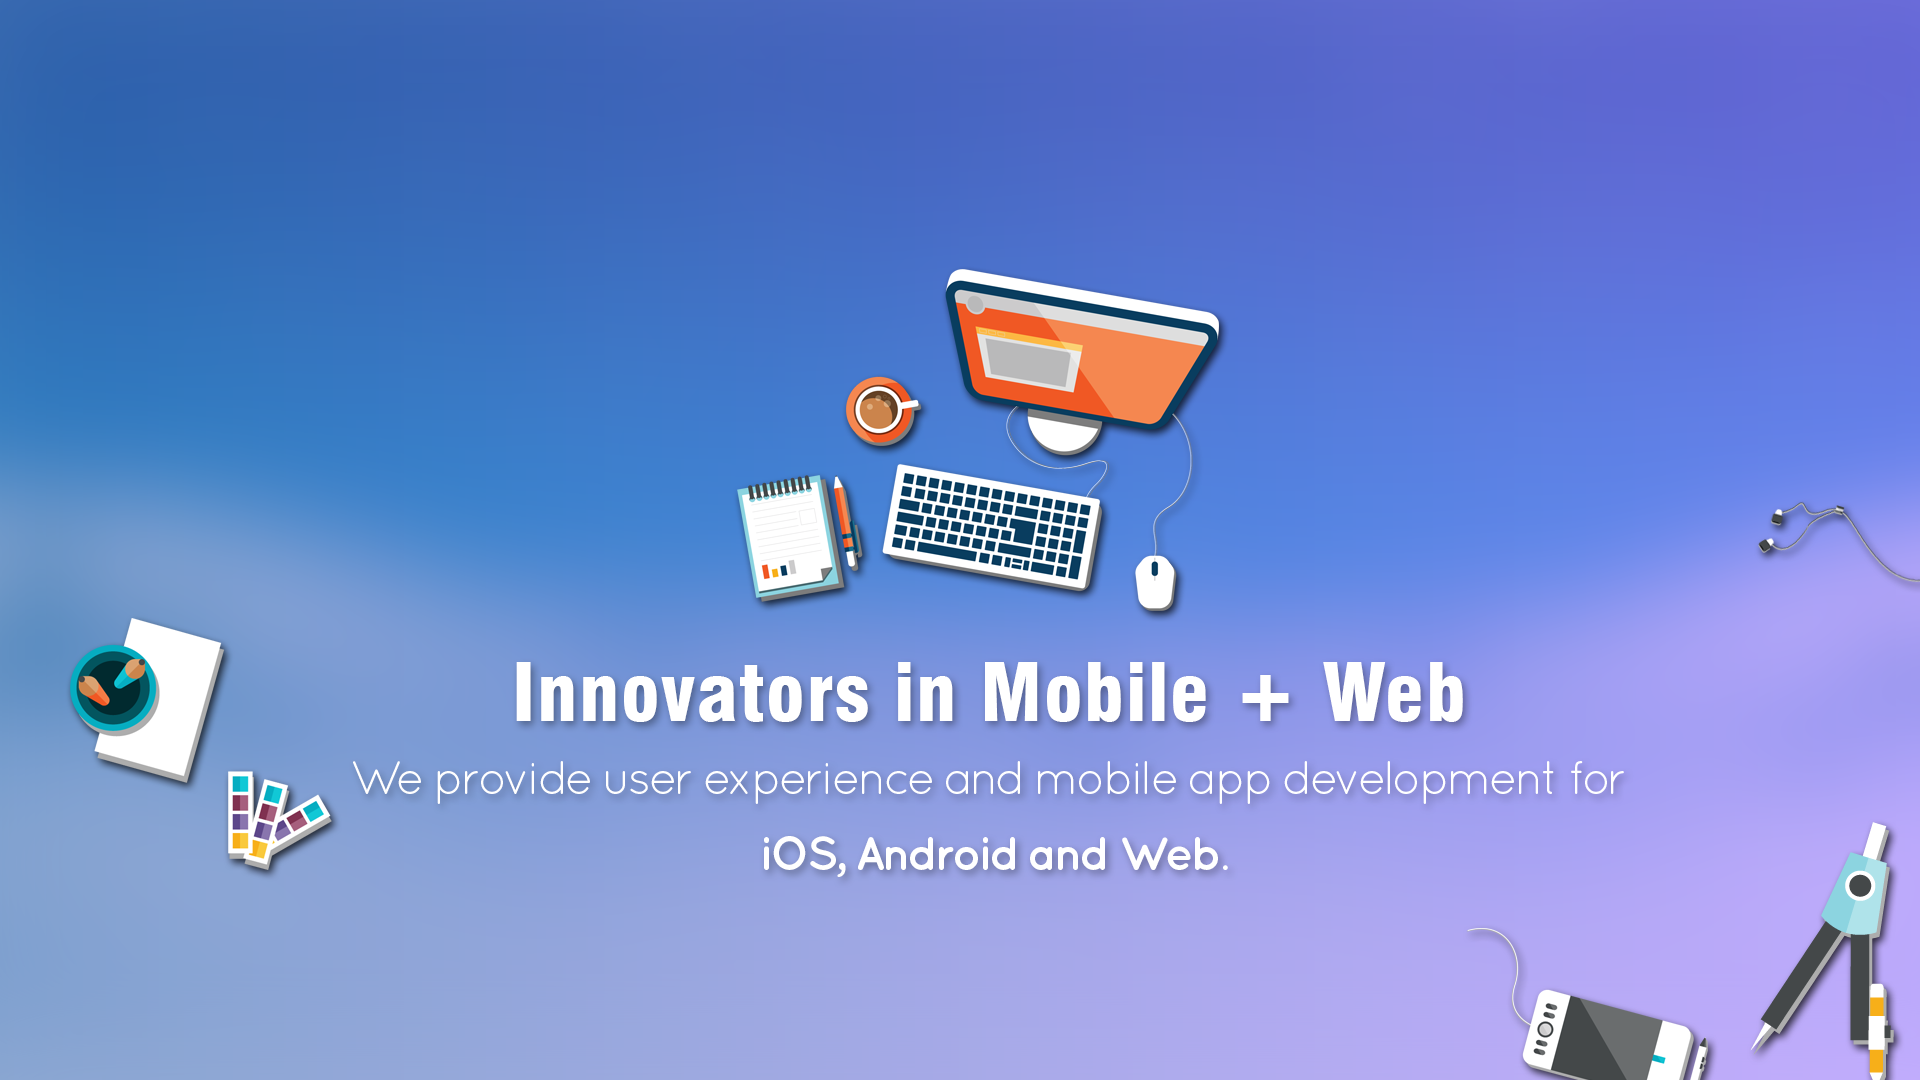 Innovators in Mobile + Web
We provide user experience and mobile app development for
iOS, Android and Web.